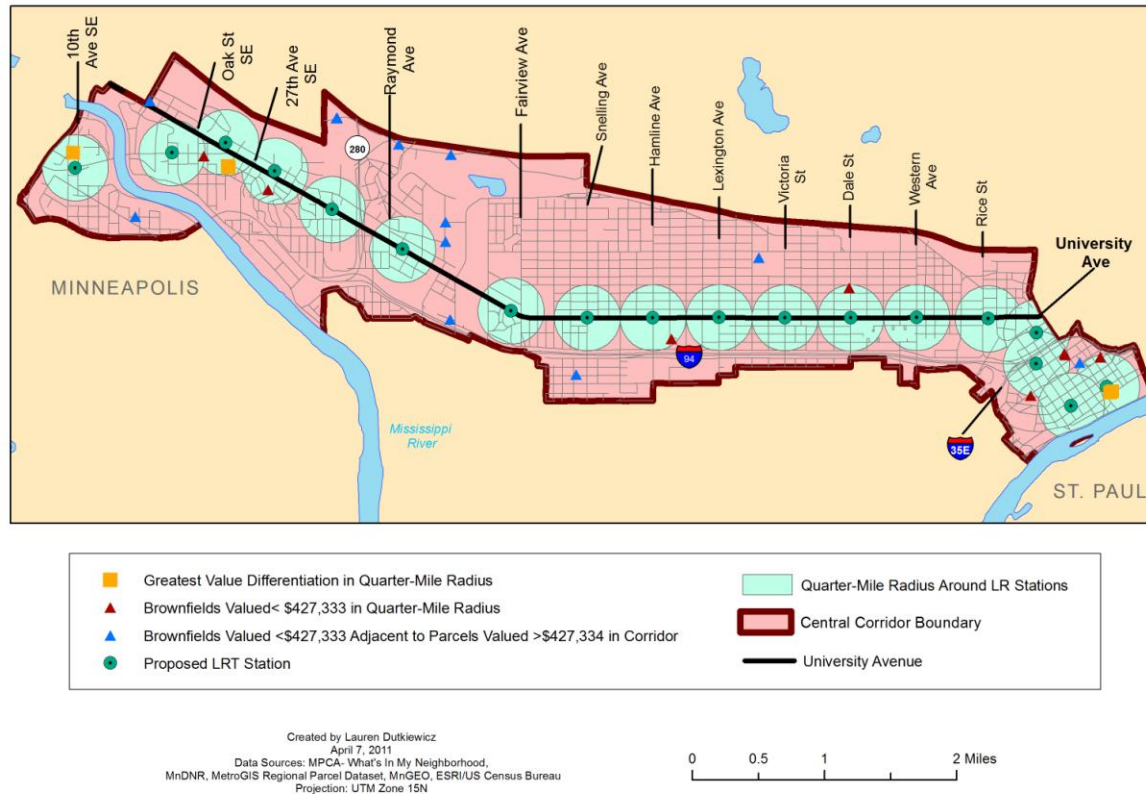 10th
Ave SE
Oak St
SE
27th Ave
SE
Raymond
Ave
Fairview Ave
Snelling Ave
Hamline Ave
Lexington Ave
Victoria
St
Dale St
Western
Ave
Rice St
University
Ave
280
MINNEAPOLIS
94
Mississippi
River
35E
ST. PAUL
Greatest Value Differentiation in Quarter-Mile Radius
Brownfields Valued< $427,333 in Quarter-Mile Radius
Brownfields Valued <$427,333 Adjacent to Parcels Valued >$427,334 in Corridor
Proposed LRT Station
Quarter-Mile Radius Around LR Stations
Central Corridor Boundary
University Avenue
Created by Lauren Dutkiewicz
April 7, 2011
Data Sources: MPCA- What's In My Neighborhood,
MnDNR, MetroGIS Regional Parcel Dataset, MnGEO, ESRI/US Census Bureau
Projection: UTM Zone 15N
0 0.5 1 2 Miles